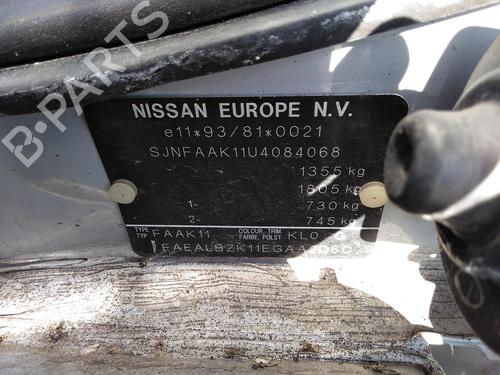 B-PARTS
NISSAN EUROPE N.V.
e11*93/81*0021
SJNFAAK11U4084068
1355 kg
1805 kg
1- 730 kg
2- 745 kg
TYPE TYP FAAK11 COLOUR, TRIM FARBE, POLST KL0